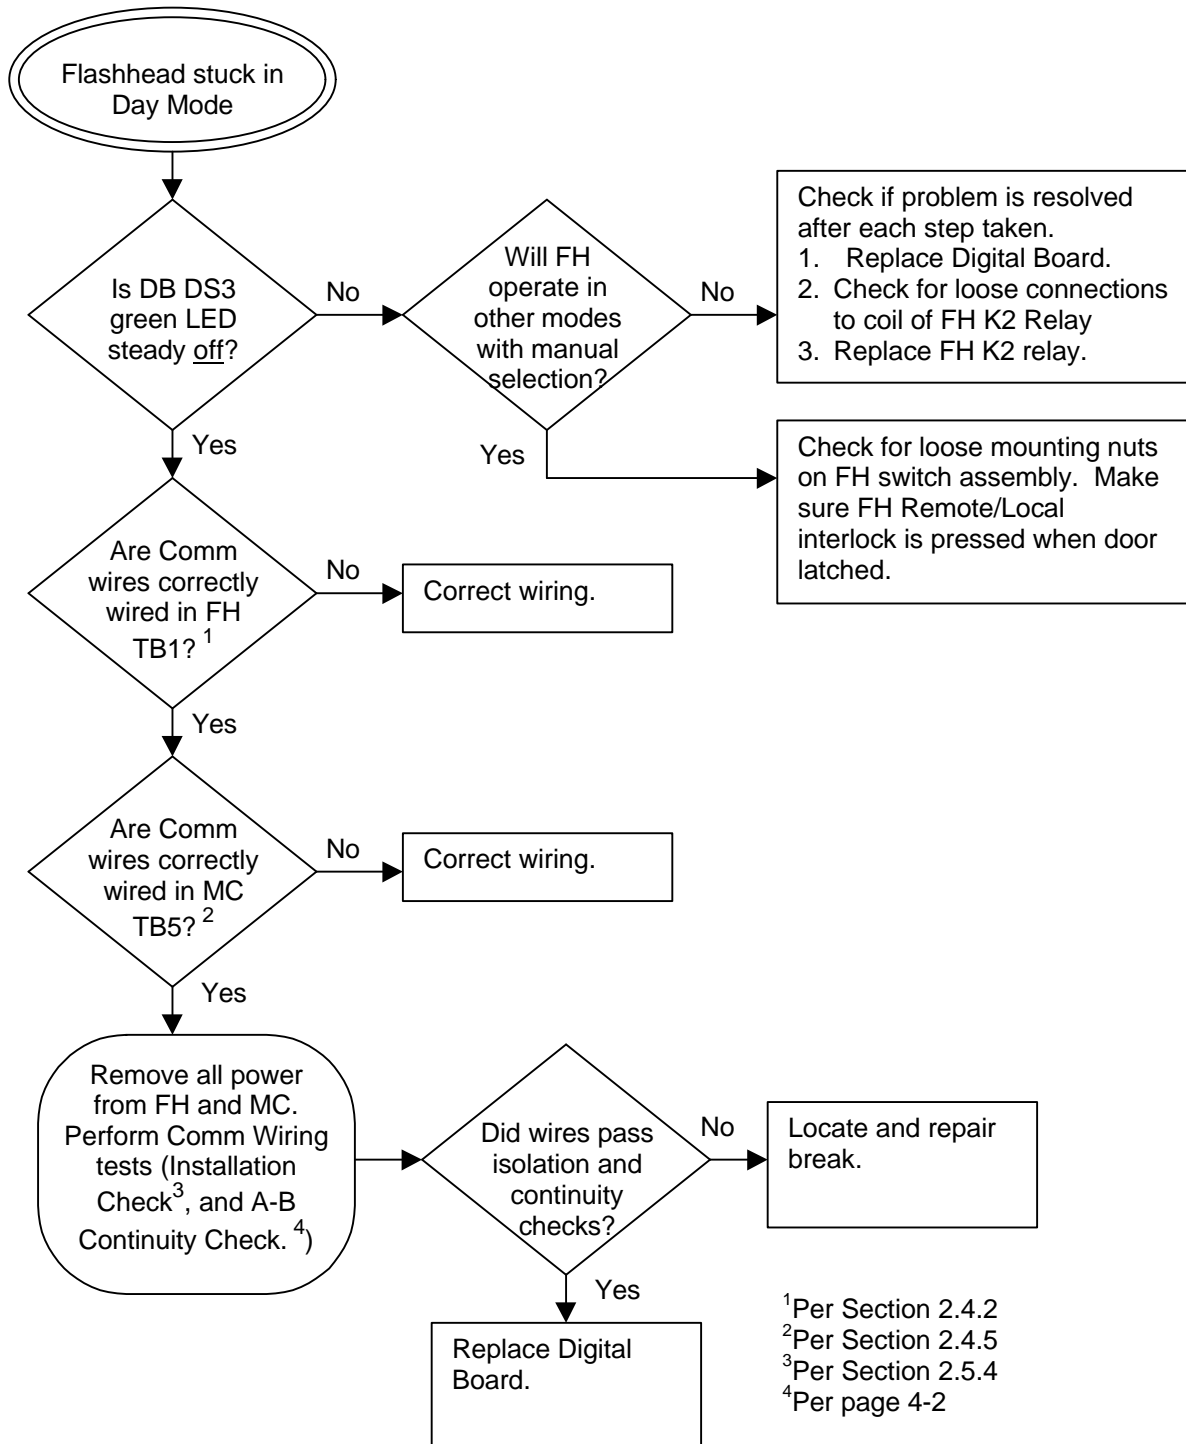 Flashhead stuck in
Day Mode
Is DB DS3
green LED
steady off?
No
Will FH
operate in
other modes
with manual
selection?
No
Check if problem is resolved
after each step taken.
1. Replace Digital Board.
2. Check for loose connections
to coil of FH K2 Relay
3. Replace FH K2 relay.
Yes
Yes
Check for loose mounting nuts
on FH switch assembly. Make
sure FH Remote/Local
interlock is pressed when door
latched.
Are Comm
wires correctly
wired in FH
TB1? 1
No
Correct wiring.
Yes
Are Comm
wires correctly
wired in MC
TB5? 2
No
Correct wiring.
Yes
Remove all power
from FH and MC.
Perform Comm Wiring
tests (Installation
Check3, and A-B
Continuity Check. 4)
Did wires pass
isolation and
continuity
checks?
No
Locate and repair
break.
Yes
Replace Digital
Board.
1Per Section 2.4.2
2Per Section 2.4.5
3Per Section 2.5.4
4Per page 4-2